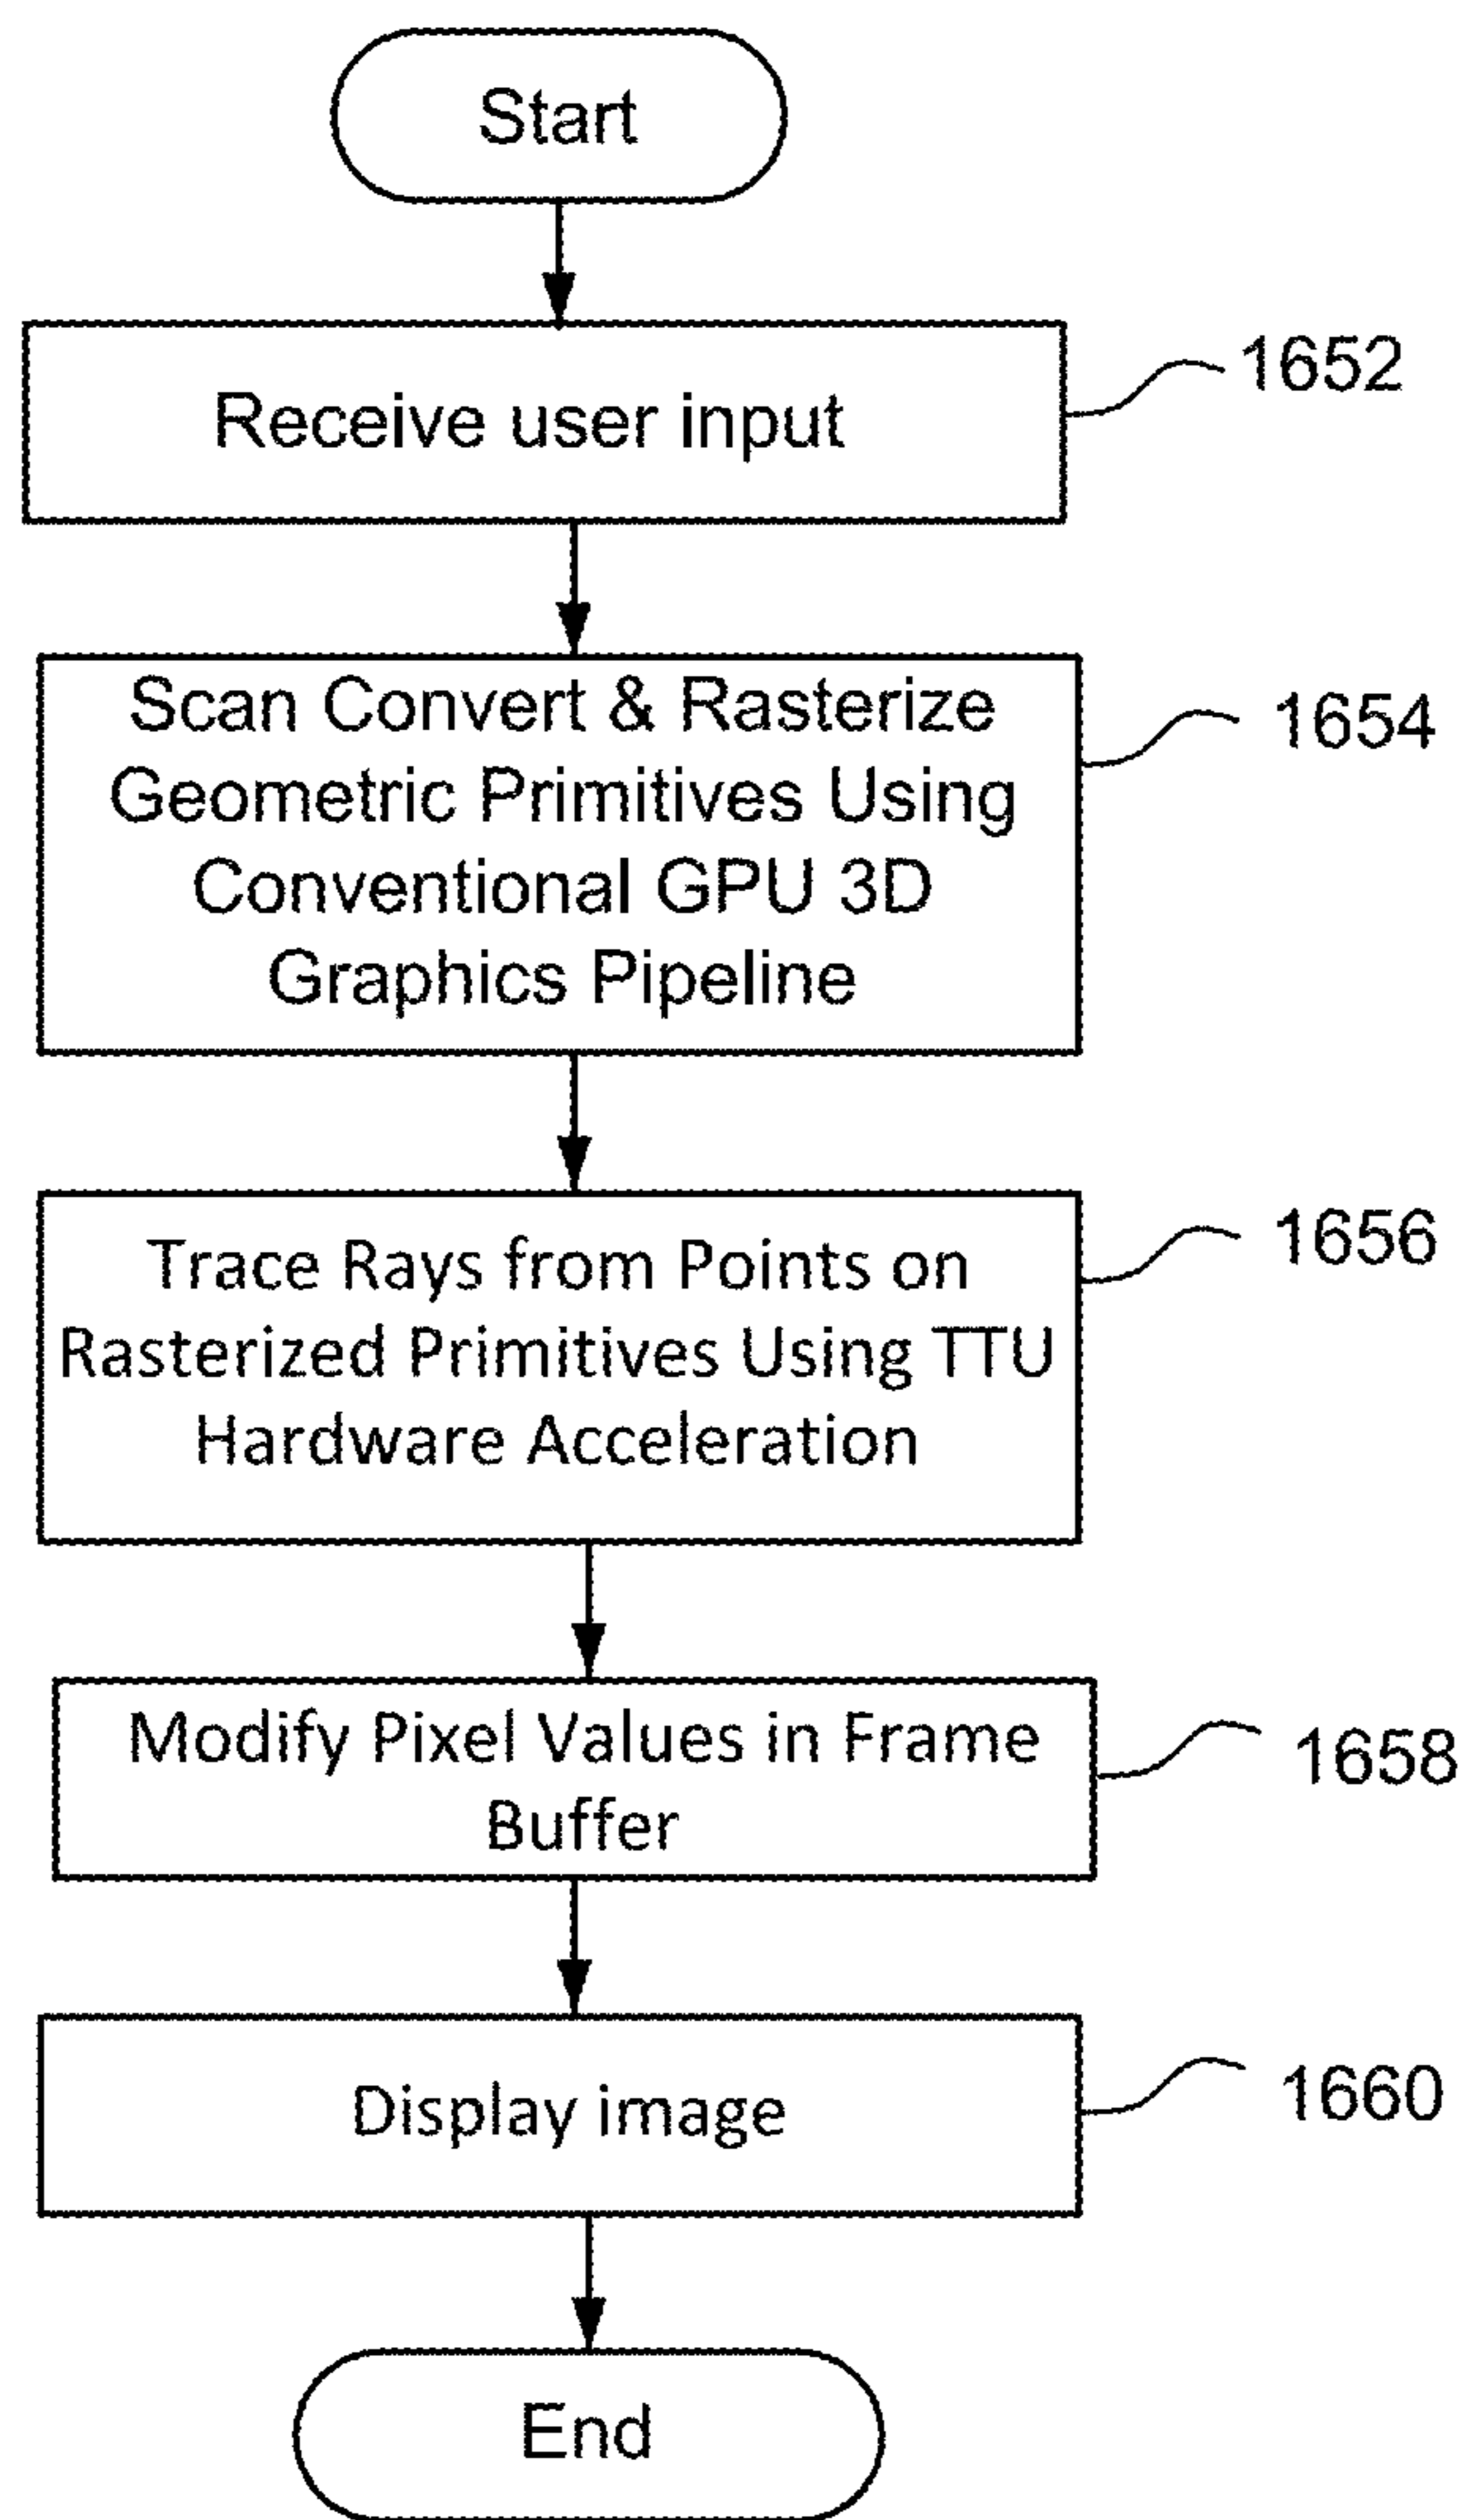 Start
Receive user input
1652
Scan Convert & Rasterize
Geometric Primitives Using
Conventional GPU 3D
Graphics Pipeline
1654
Trace Rays from Points on
Rasterized Primitives Using TTU
Hardware Acceleration
1656
Modify Pixel Values in Frame
Buffer
1658
Display image
1660
End